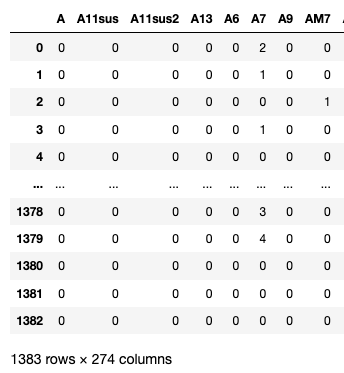 A A11sus A11sus2 A13 A6 A7 A9 AM7
0 0 0 0 0 0 2 0 0
1 0 0 0 0 0 1 0 0
2 0 0 0 0 0 0 0 1
3 0 0 0 0 0 1 0 0
4 0 0 0 0 0 0 0 0
... ... ... ... ... ... ... ... ...
1378 0 0 0 0 0 3 0 0
1379 0 0 0 0 0 4 0 0
1380 0 0 0 0 0 0 0 0
1381 0 0 0 0 0 0 0 0
1382 0 0 0 0 0 0 0 0
1383 rows × 274 columns